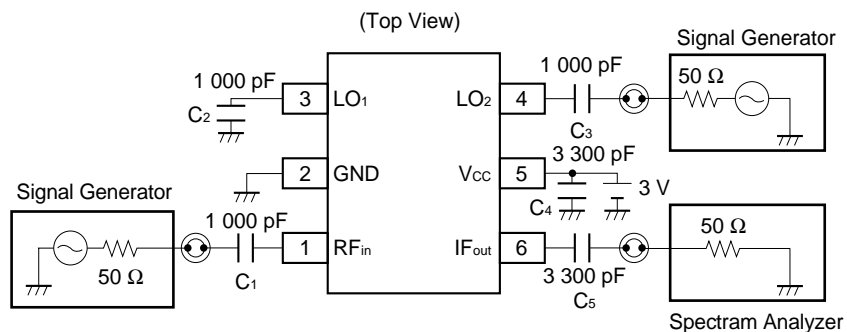 (Top View)
Signal Generator
1 000 pF
3
LO1
C2
LO2
4
1 000 pF
C3
50 Ω
2
GND
VCC
5
3 300 pF
C4
3 V
Signal Generator
50 Ω
1 000 pF
C1
1
RFin
IFout
6
3 300 pF
C5
50 Ω
Spectram Analyzer